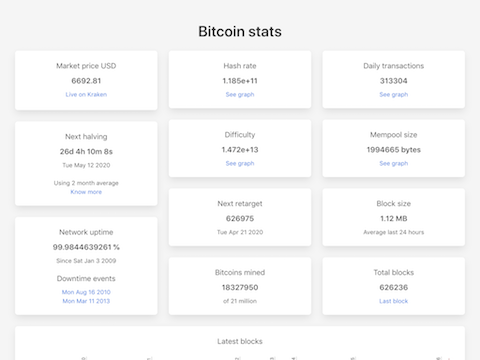 Bitcoin stats
Market price USD
6692.81
Live on Kraken
Next halving
26d 4h 10m 8s
Tue May 12 2020
Using 2 month average
Know more
Network uptime
99.9844639261 %
Since Sat Jan 3 2009
Downtime events
Mon Aug 16 2010
Mon Mar 11 2013
Hash rate
1.185e+11
See graph
Difficulty
1.472e+13
See graph
Next retarget
626975
Tue Apr 21 2020
Bitcoins mined
18327950
of 21 million
Daily transactions
313304
See graph
Mempool size
1994665 bytes
See graph
Block size
1.12 MB
Average last 24 hours
Total blocks
626236
Last block
Latest blocks